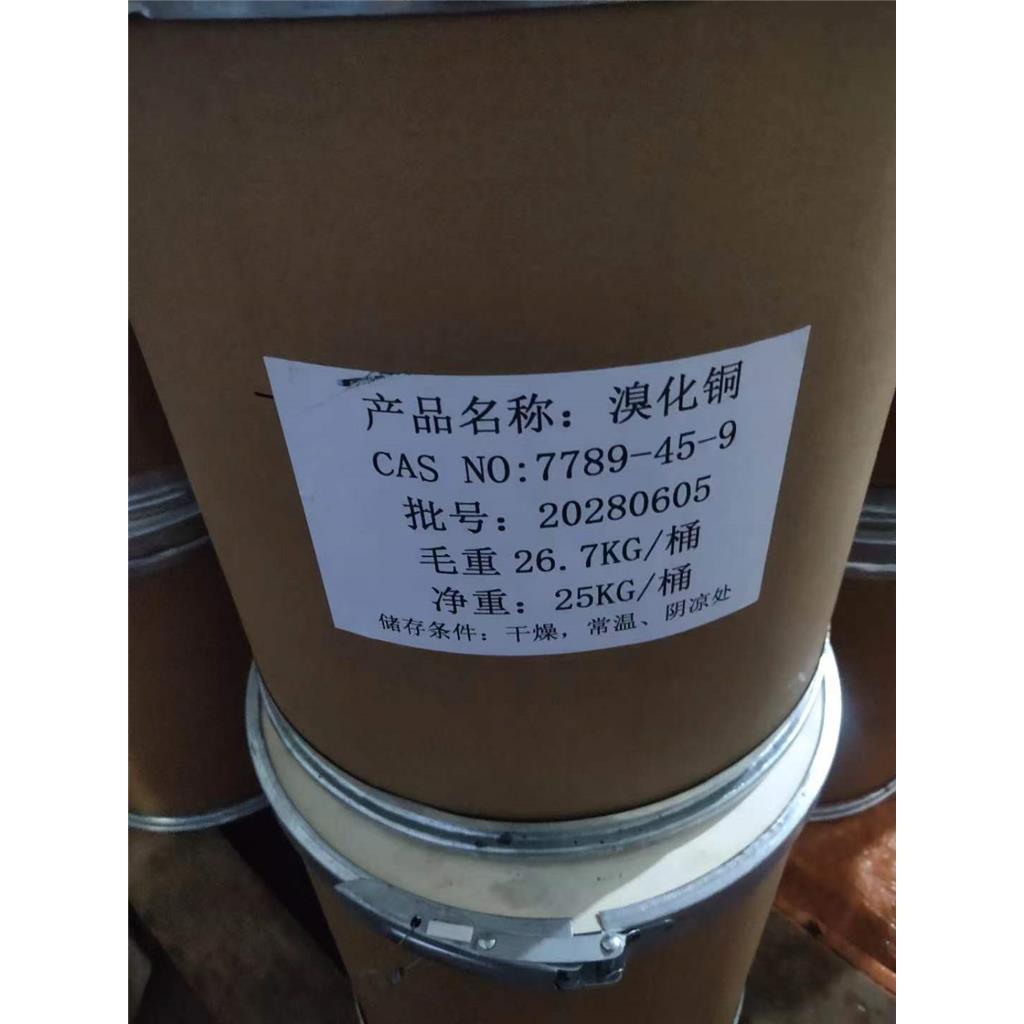 产品名称：溴化铜
CAS NO:7789-45-9
批号：20280605
毛重 26.7KG/桶
净重：25KG/桶
储存条件：干燥，常温、阴凉处